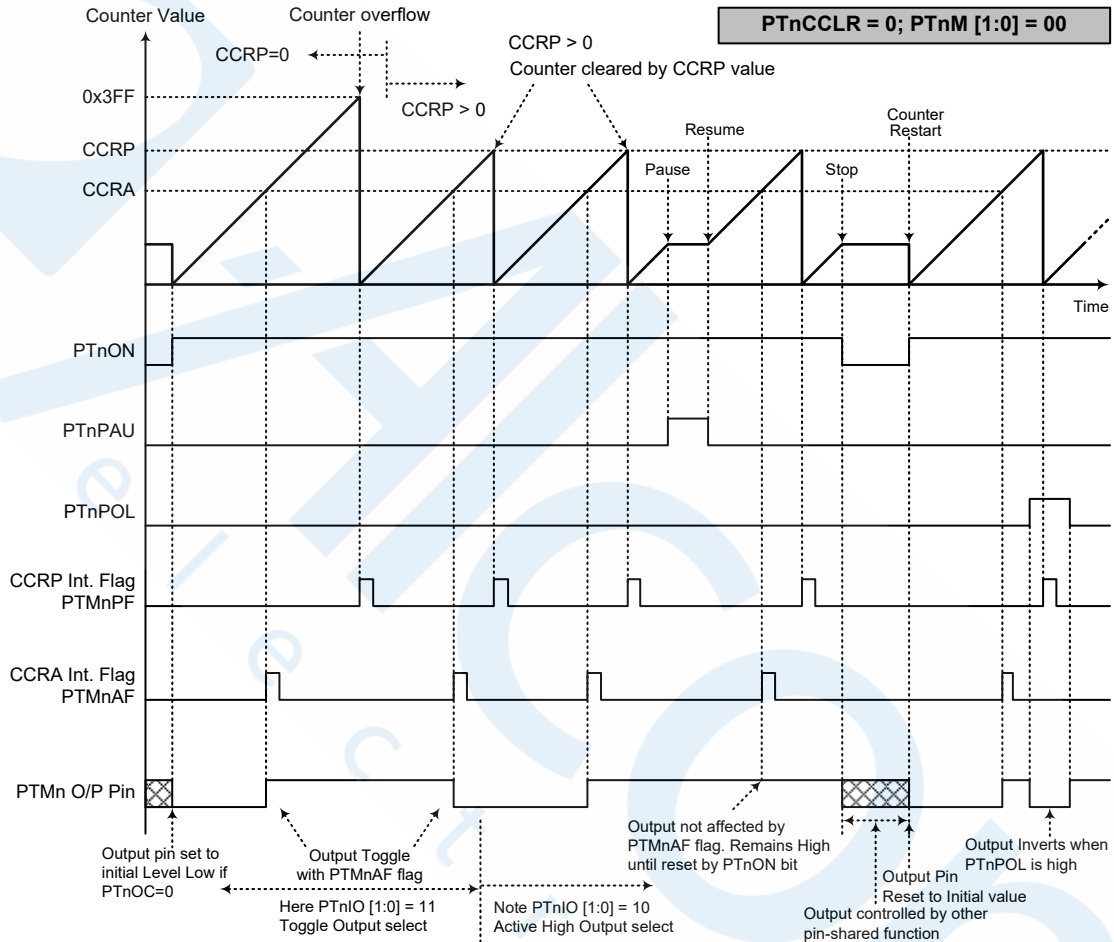 Counter Value
Counter overflow
PTnCCLR = 0; PTnM [1:0] = 00
CCRP=0
CCRP > 0
CCRP > 0
Counter cleared by CCRP value
0x3FF
CCRP
CCRA
Pause
Resume
Stop
Counter
Restart
Time
PTnON
PTnPAU
PTnPOL
CCRP Int. Flag
PTMnPF
CCRA Int. Flag
PTMnAF
PTMn O/P Pin
Output pin set to
initial Level Low if
PTnOC=0
Output Toggle
with PTMnAF flag
Here PTnIO [1:0] = 11
Toggle Output select
Note PTnIO [1:0] = 10
Active High Output select
Output not affected by
PTMnAF flag. Remains High
until reset by PTnON bit
Output Pin
Reset to Initial value
Output controlled by other
pin-shared function
Output Inverts when
PTnPOL is high